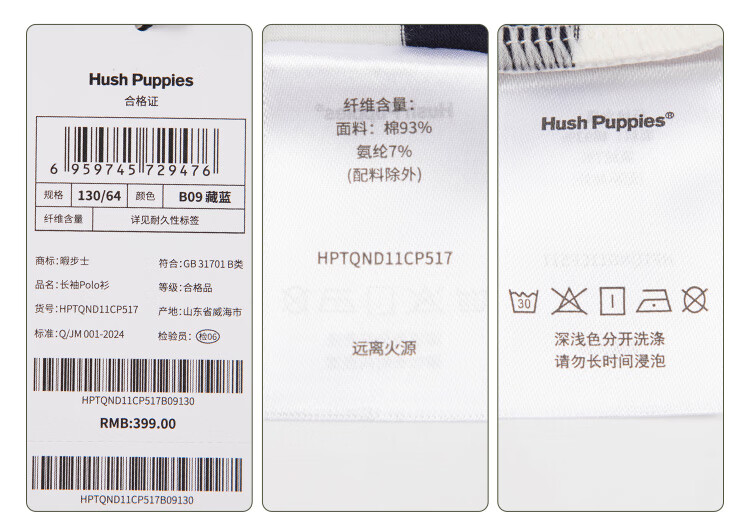 Hush Puppies
合格证
6 959745 729476
规格 130/64 颜色 B09 藏蓝
纤维含量 详见耐久性标签
商标：暇步士 符合：GB 31701 B类
品名：长袖Polo衫 等级：合格品
货号：HPTQND11CP517 产地：山东省威海市
标准：Q/JM 001-2024 检验员：检06
HPTQND11CP517B09130
RMB:399.00
HPTQND11CP517B09130
纤维含量：
面料：棉93%
氨纶7%
(配料除外)
HPTQND11CP517
远离火源
Hush Puppies®
30
深浅色分开洗涤
请勿长时间浸泡